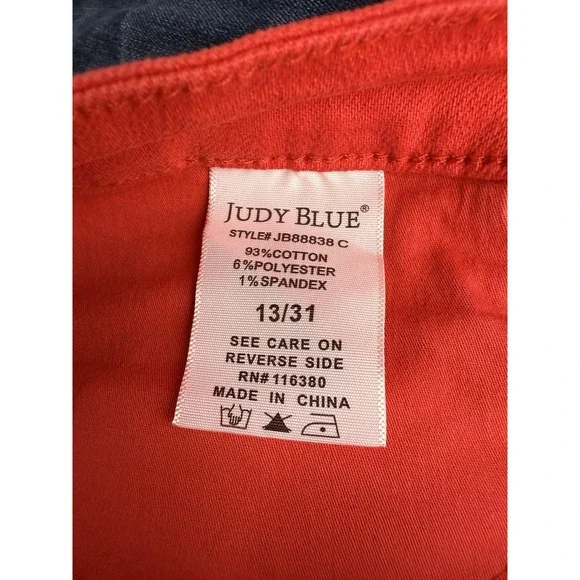 JUDY BLUE®
STYLE# JB88838 C
93%COTTON
6%POLYESTER
1%SPANDEX
13/31
SEE CARE ON
REVERSE SIDE
RN# 116380
MADE IN CHINA